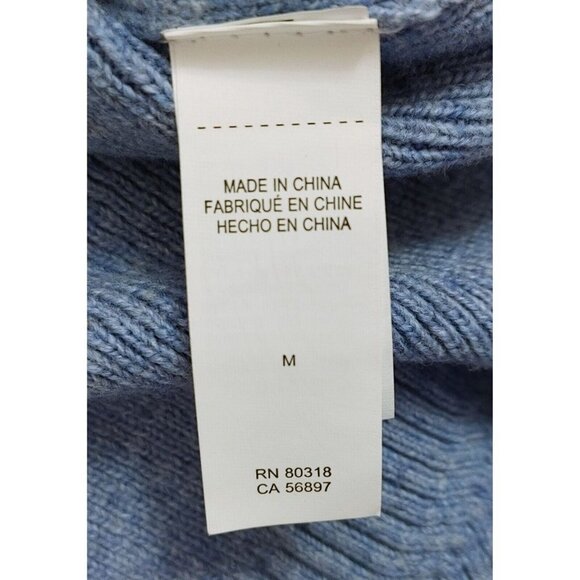 MADE IN CHINA
FABRIQUÉ EN CHINE
HECHO EN CHINA
M
RN 80318
CA 56897